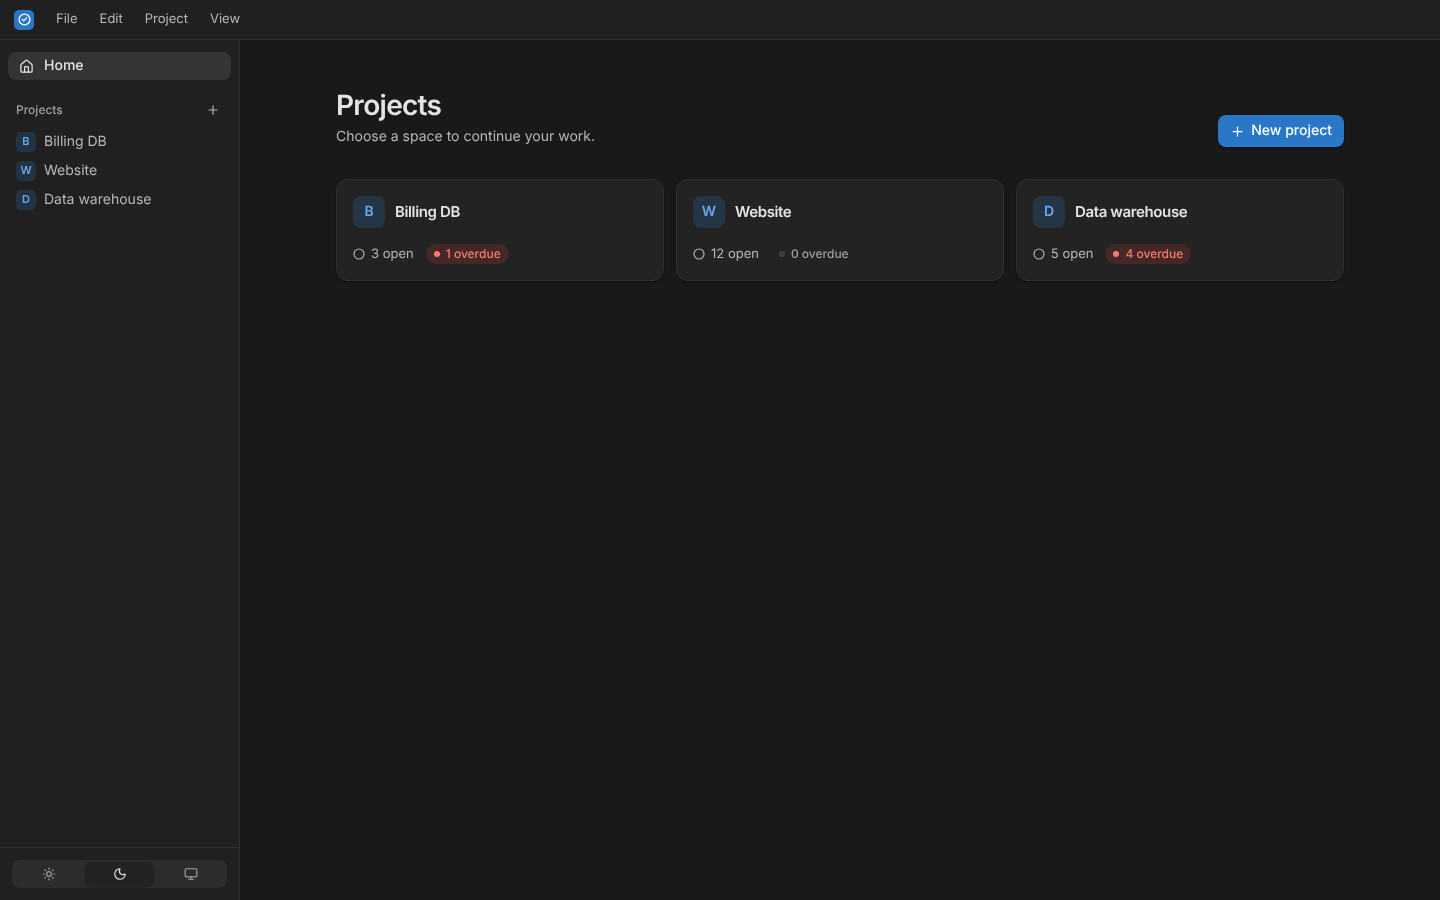 File Edit Project View
Home
Projects
B Billing DB
W Website
D Data warehouse
Projects
Choose a space to continue your work.
New project
B Billing DB
3 open 1 overdue
W Website
12 open 0 overdue
D Data warehouse
5 open 4 overdue